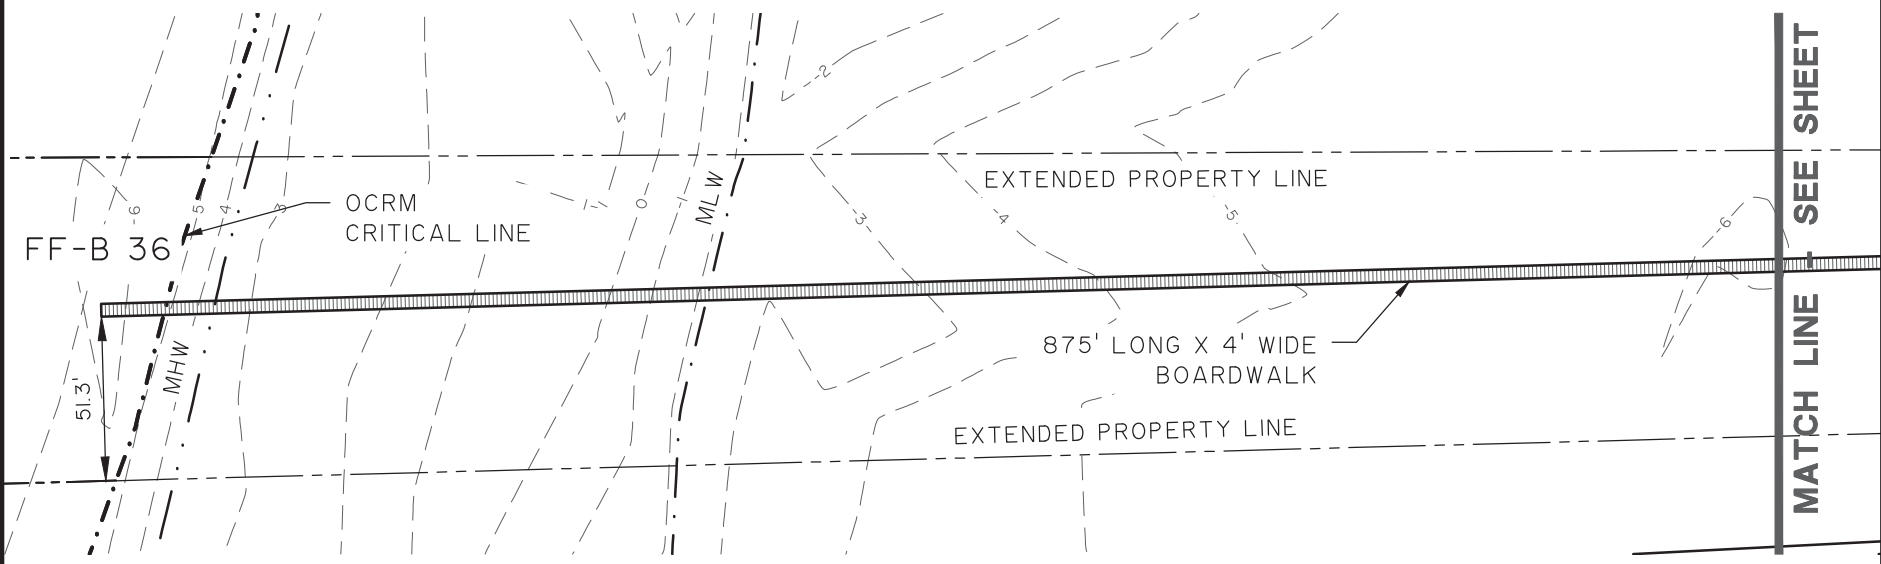 -2
5
EXTENDED PROPERTY LINE
-6
5
4
3
OCRM
CRITICAL LINE
0
MLW
-3
-4
-5
-6
FF-B 36
MHW
51.3'
875' LONG X 4' WIDE
BOARDWALK
EXTENDED PROPERTY LINE
MATCH LINE - SEE SHEET